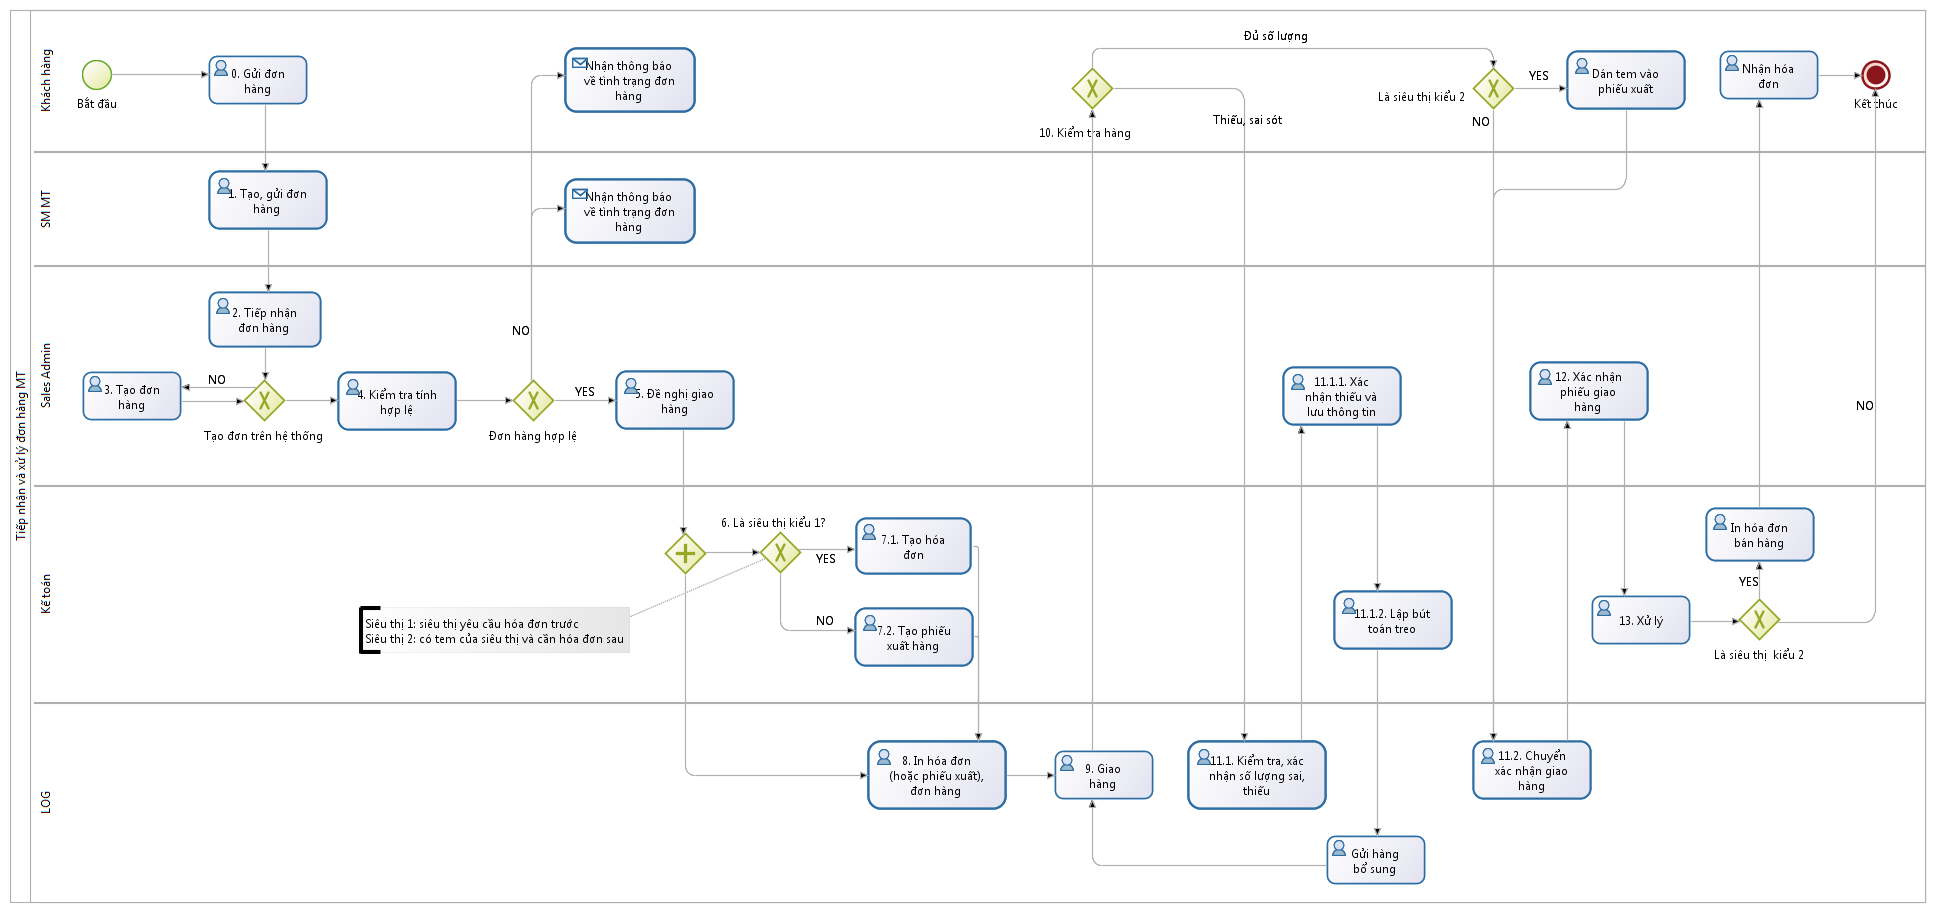 Tiếp nhận và xử lý đơn hàng MT
Khách hàng
Bắt đầu
0. Gửi đơn
hàng
Nhận thông báo
về tình trạng đơn
hàng
10. Kiểm tra hàng
Đủ số lượng
Thiếu, sai sót
Là siêu thị kiểu 2
YES
NO
Dán tem vào
phiếu xuất
Nhận hóa
đơn
Kết thúc
SM MT
1. Tạo, gửi đơn
hàng
Nhận thông báo
về tình trạng đơn
hàng
Sales Admin
2. Tiếp nhận
đơn hàng
3. Tạo đơn
hàng
NO
Tạo đơn trên hệ thống
4. Kiểm tra tính
hợp lệ
NO
Đơn hàng hợp lệ
YES
5. Đề nghị giao
hàng
11.1.1. Xác
nhận thiếu và
lưu thông tin
12. Xác nhận
phiếu giao
hàng
NO
Kế toán
6. Là siêu thị kiểu 1?
YES
7.1. Tạo hóa
đơn
NO
7.2. Tạo phiếu
xuất hàng
Siêu thị 1: siêu thị yêu cầu hóa đơn trước
Siêu thị 2: có tem của siêu thị và cần hóa đơn sau
11.1.2. Lập bút
toán treo
13. Xử lý
In hóa đơn
bán hàng
YES
Là siêu thị kiểu 2
LOG
8. In hóa đơn
(hoặc phiếu xuất),
đơn hàng
9. Giao
hàng
11.1. Kiểm tra, xác
nhận số lượng sai,
thiếu
11.2. Chuyển
xác nhận giao
hàng
Gửi hàng
bổ sung